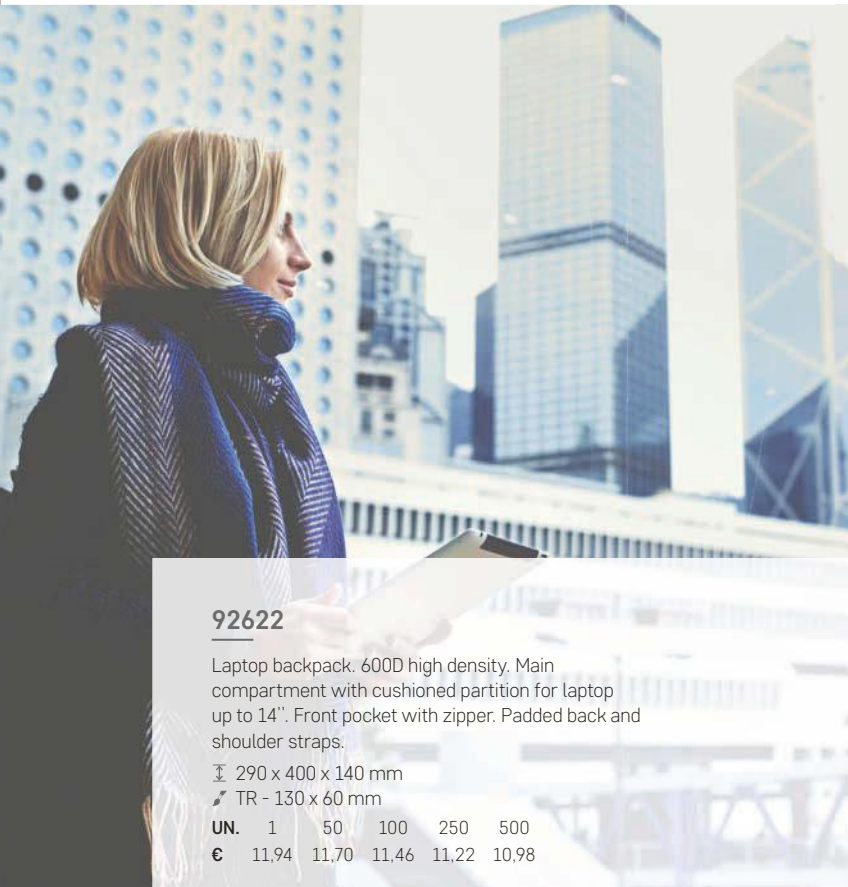 92622
Laptop backpack. 600D high density. Main
compartment with cushioned partition for laptop
up to 14''. Front pocket with zipper. Padded back and
shoulder straps.
290 x 400 x 140 mm
TR - 130 x 60 mm
UN. 1 50 100 250 500
€ 11,94 11,70 11,46 11,22 10,98